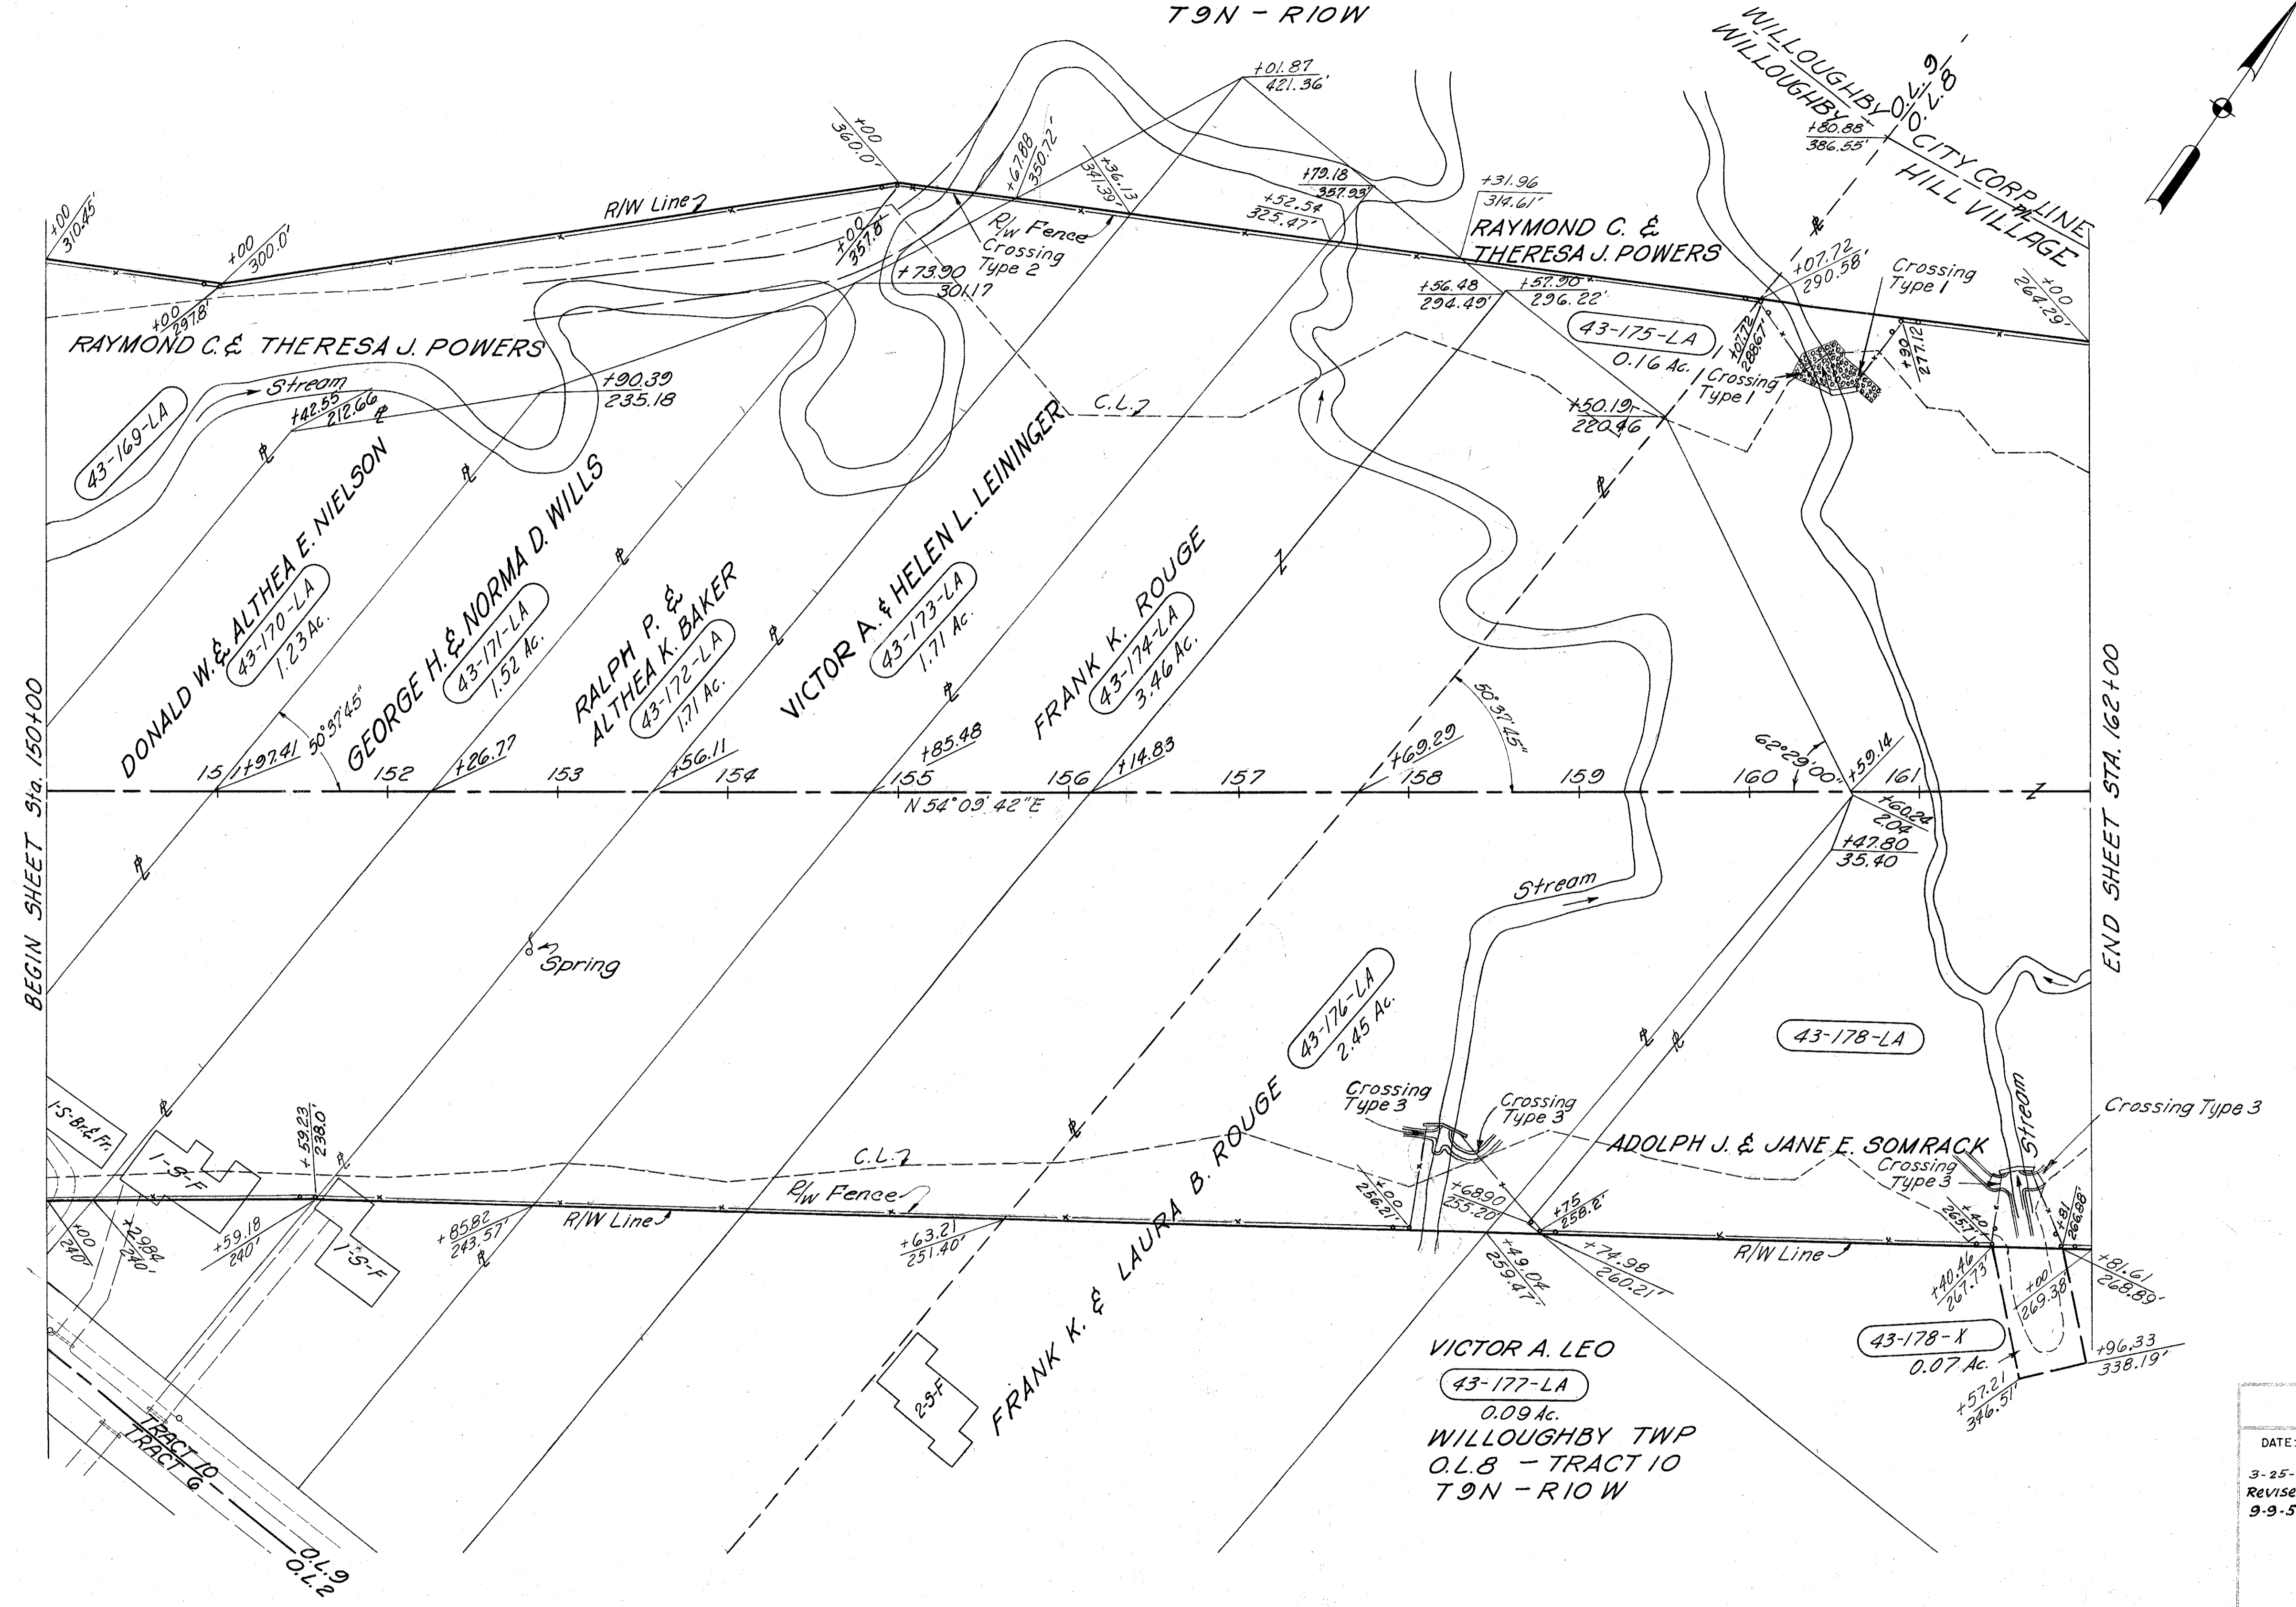 T9N - R10W
WILLOUGHBY
WILLOUGHBY
O.L.9
O.L.8
CITY CORP. LINE
HILL VILLAGE
+80.88
386.55'
+01.87
421.36'
+00
360.0'
+67.88
350.72'
+36.13
341.39'
+79.18
357.93'
+52.54
325.47'
+31.96
314.61'
RAYMOND C. &
THERESA J. POWERS
+00
310.45'
+00
300.0'
R/W Line
+00
357.8'
R/W Fence
Crossing
Type 2
+73.90
301.17
+56.48
294.49'
+57.90
296.22'
+07.72
290.58'
Crossing
Type 1
+00
264.29'
+00
297.8'
RAYMOND C. & THERESA J. POWERS
43-175-LA
0.16 Ac.
+07.72
288.67'
Crossing
Type 1
+90
277.12
43-169-LA
Stream
+42.55
212.66
+90.39
235.18
C.L.
+50.19
220.46
DONALD W. & ALTHEA E. NIELSON
43-170-LA
1.23 Ac.
GEORGE H. & NORMA D. WILLS
43-171-LA
1.52 Ac.
RALPH P. &
ALTHEA K. BAKER
43-172-LA
1.71 Ac.
VICTOR A. & HELEN L. LEININGER
43-173-LA
1.71 Ac.
FRANK K. ROUGE
43-174-LA
3.46 Ac.
50°37'45"
50°37'45"
62°29'00"
BEGIN SHEET Sta. 150+00
151
+97.41
152
+26.77
153
+56.11
154
+85.48
155
156
+14.83
157
+69.29
158
159
160
+59.14
161
N 54° 09' 42" E
+60.24
2.04
+47.80
35.40
END SHEET STA. 162+00
Spring
Stream
43-176-LA
2.45 Ac.
FRANK K. & LAURA B. ROUGE
43-178-LA
Crossing
Type 3
Crossing
Type 3
ADOLPH J. & JANE E. SOMRACK
Crossing
Type 3
Stream
Crossing Type 3
1-S-Br.& Fr.
1-S-F
+59.23
238.0'
1-S-F
C.L.
R/W Fence
R/W Line
+00
240'
+29.84
240'
+59.18
240'
+85.82
243.57'
+63.21
251.40'
+00
256.21'
+68.90
255.20'
+75
258.2'
+49.04
259.47'
+74.98
260.21'
R/W Line
+40
265.71
+81
266.88'
+40.46
267.73'
+00
269.38'
+81.61
268.89'
2-S-F
VICTOR A. LEO
43-177-LA
0.09 Ac.
WILLOUGHBY TWP
O.L.8 - TRACT 10
T9N - R10W
43-178-X
0.07 Ac.
+96.33
338.19'
+57.21
346.51'
TRACT 10
TRACT 6
O.L.9
O.L.2
DATE:
3-25-
Revise
9-9-5